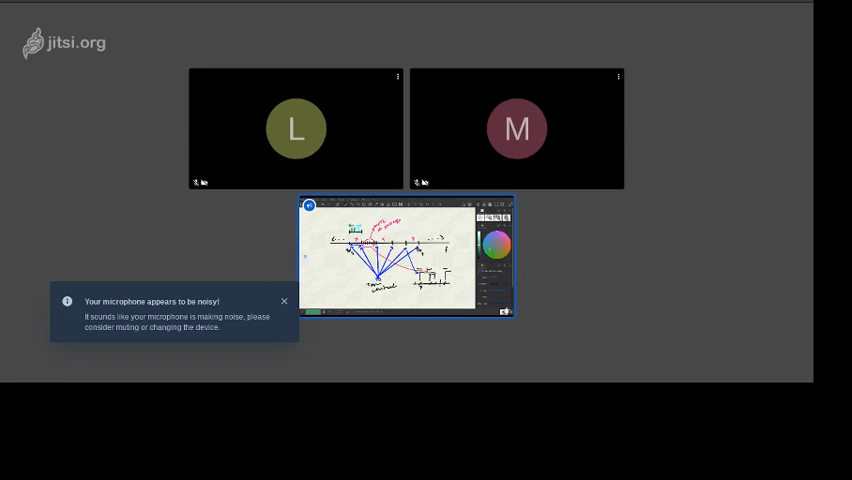 jitsi.org
L
M
Your microphone appears to be noisy!
It sounds like your microphone is making noise, please
consider muting or changing the device.